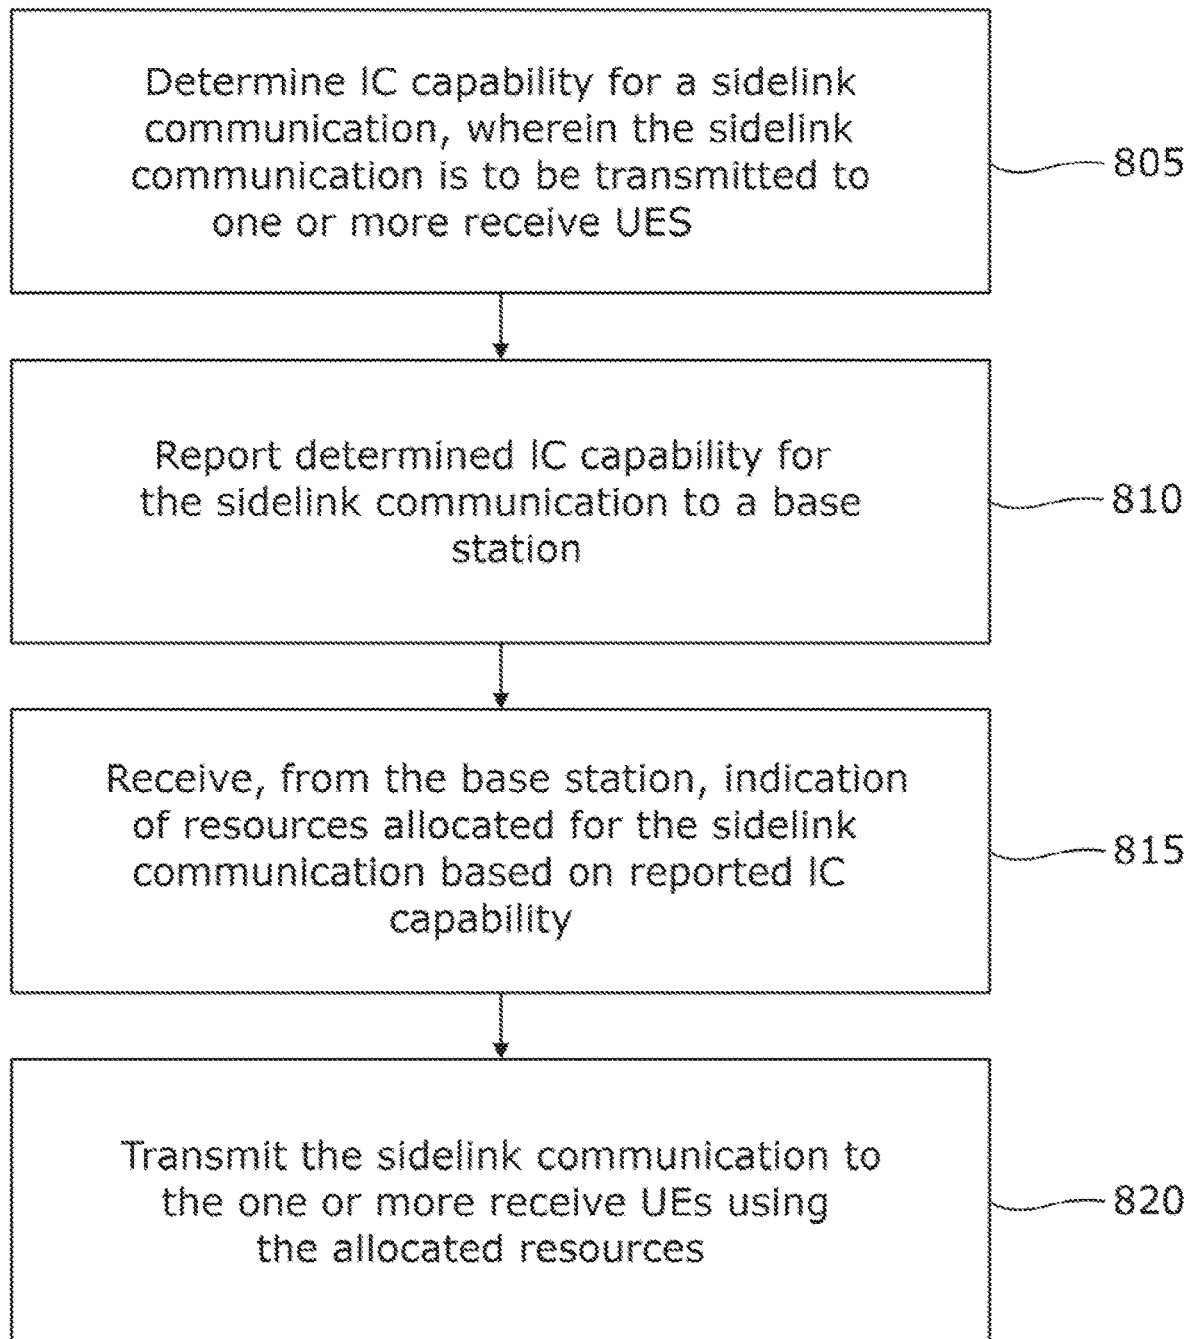 Determine IC capability for a sidelink
communication, wherein the sidelink
communication is to be transmitted to
one or more receive UES
805
Report determined IC capability for
the sidelink communication to a base
station
810
Receive, from the base station, indication
of resources allocated for the sidelink
communication based on reported IC
capability
815
Transmit the sidelink communication to
the one or more receive UEs using
the allocated resources
820